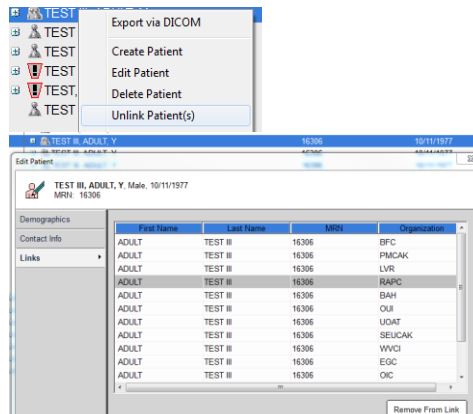 TEST III, ADULT, Y
Export via DICOM
TEST
Create Patient
TEST
Edit Patient
TEST,
Delete Patient
TEST
Unlink Patient(s)
TEST III, ADULT, Y 16306 10/11/1977
Edit Patient
TEST III, ADULT, Y, Male, 10/11/1977
MRN: 16306
Demographics
Contact Info
Links
First Name Last Name MRN Organization
ADULT TEST III 16306 BFC
ADULT TEST III 16306 PMCAK
ADULT TEST III 16306 LVR
ADULT TEST III 16306 RAPC
ADULT TEST III 16306 BAH
ADULT TEST III 16306 OUI
ADULT TEST III 16306 UOAT
ADULT TEST III 16306 SEUCAK
ADULT TEST III 16306 WVCI
ADULT TEST III 16306 EGC
ADULT TEST III 16306 OIC
Remove From Link